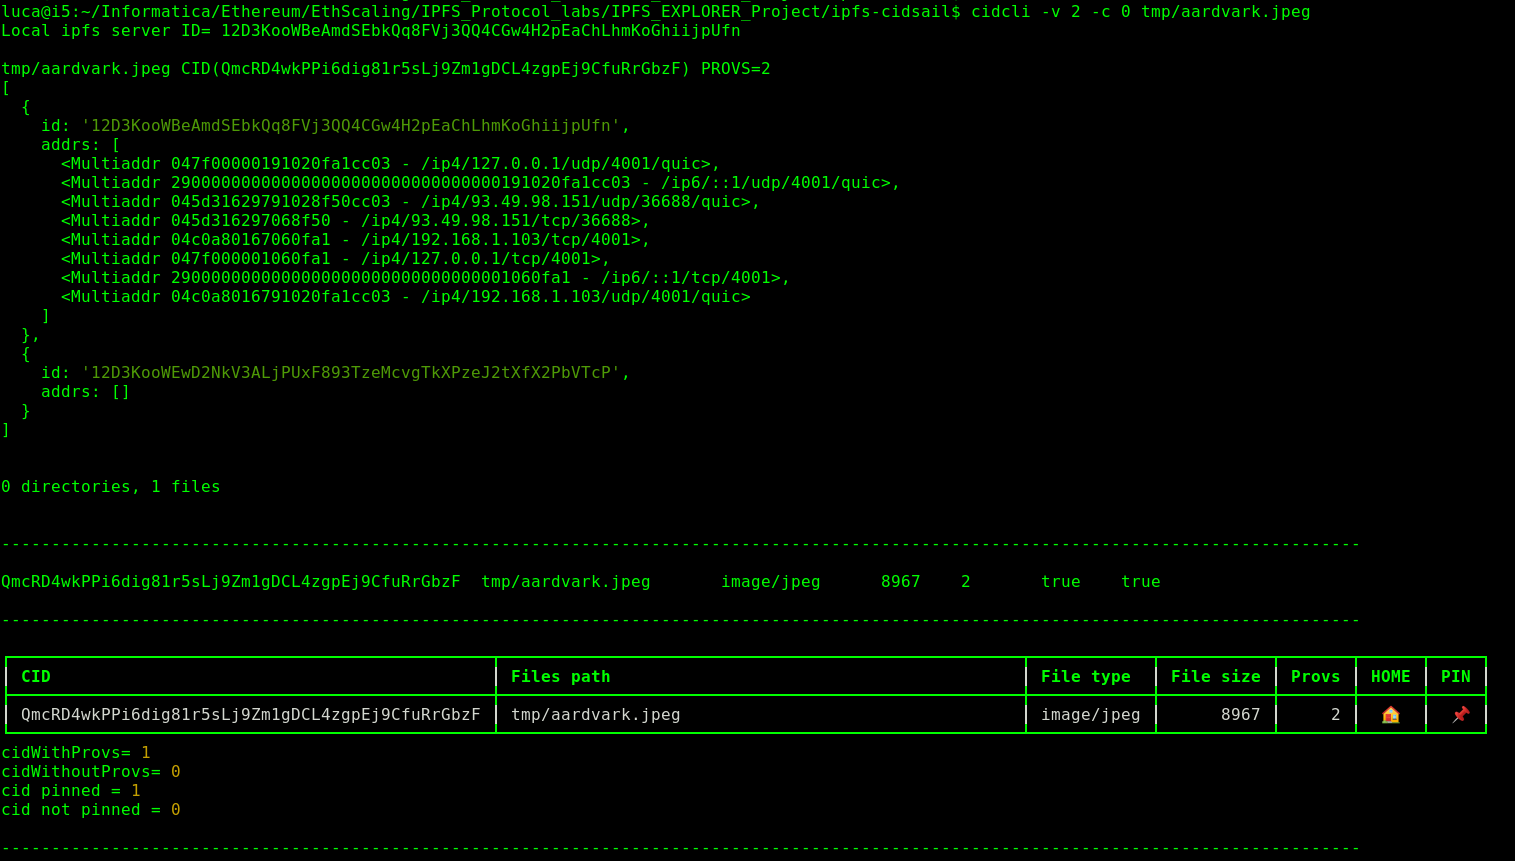 luca@i5:~/Informatica/Ethereum/EthScaling/IPFS_Protocol_labs/IPFS_EXPLORER_Project/ipfs-cidsail$ cidcli -v 2 -c 0 tmp/aardvark.jpeg
Local ipfs server ID= 12D3KooWBeAmdSEbkQq8FVj3QQ4CGw4H2pEaChLhmKoGhiijpUfn
tmp/aardvark.jpeg CID(QmcRD4wkPPi6dig81r5sLj9Zm1gDCL4zgpEj9CfuRrGbzF) PROVS=2
[
  {
    id: '12D3KooWBeAmdSEbkQq8FVj3QQ4CGw4H2pEaChLhmKoGhiijpUfn',
    addrs: [
      <Multiaddr 047f00000191020fa1cc03 - /ip4/127.0.0.1/udp/4001/quic>,
      <Multiaddr 29000000000000000000000000000000000191020fa1cc03 - /ip6/::1/udp/4001/quic>,
      <Multiaddr 045d31629791028f50cc03 - /ip4/93.49.98.151/udp/36688/quic>,
      <Multiaddr 045d316297068f50 - /ip4/93.49.98.151/tcp/36688>,
      <Multiaddr 04c0a80167060fa1 - /ip4/192.168.1.103/tcp/4001>,
      <Multiaddr 047f000001060fa1 - /ip4/127.0.0.1/tcp/4001>,
      <Multiaddr 2900000000000000000000000000000001060fa1 - /ip6/::1/tcp/4001>,
      <Multiaddr 04c0a8016791020fa1cc03 - /ip4/192.168.1.103/udp/4001/quic>
    ]
  },
  {
    id: '12D3KooWEwD2NkV3ALjPUxF893TzeMcvgTkXPzeJ2tXfX2PbVTcP',
    addrs: []
  }
]
0 directories, 1 files
----------------------------------------------------------------------------------------------------------------------------------------
QmcRD4wkPPi6dig81r5sLj9Zm1gDCL4zgpEj9CfuRrGbzF  tmp/aardvark.jpeg       image/jpeg      8967    2       true    true
----------------------------------------------------------------------------------------------------------------------------------------
CID Files path File type File size Provs HOME PIN
QmcRD4wkPPi6dig81r5sLj9Zm1gDCL4zgpEj9CfuRrGbzF tmp/aardvark.jpeg image/jpeg 8967 2 🏠 📌
cidWithProvs= 1
cidWithoutProvs= 0
cid pinned = 1
cid not pinned = 0
----------------------------------------------------------------------------------------------------------------------------------------